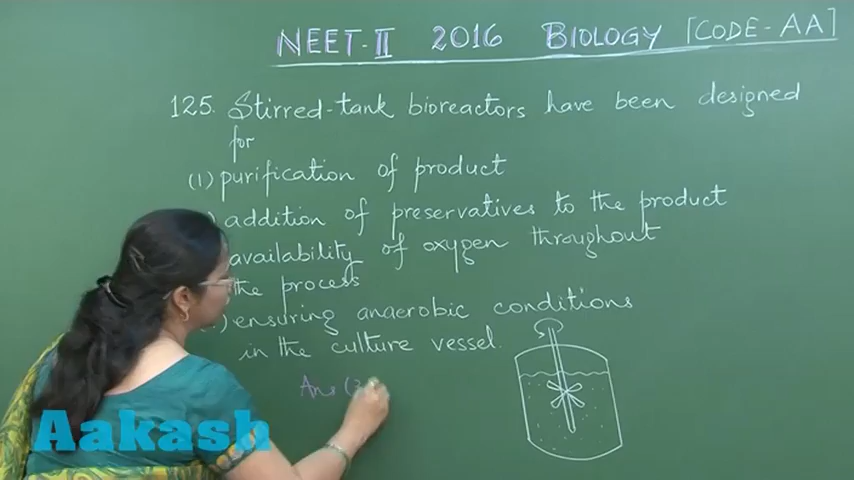 NEET-II 2016 BIOLOGY [CODE-AA]
125. Stirred-tank bioreactors have been designed
for
(1) purification of product
) addition of preservatives to the product
availability of oxygen throughout
the process
) ensuring anaerobic conditions
in the culture vessel.
Ans (3
Aakash